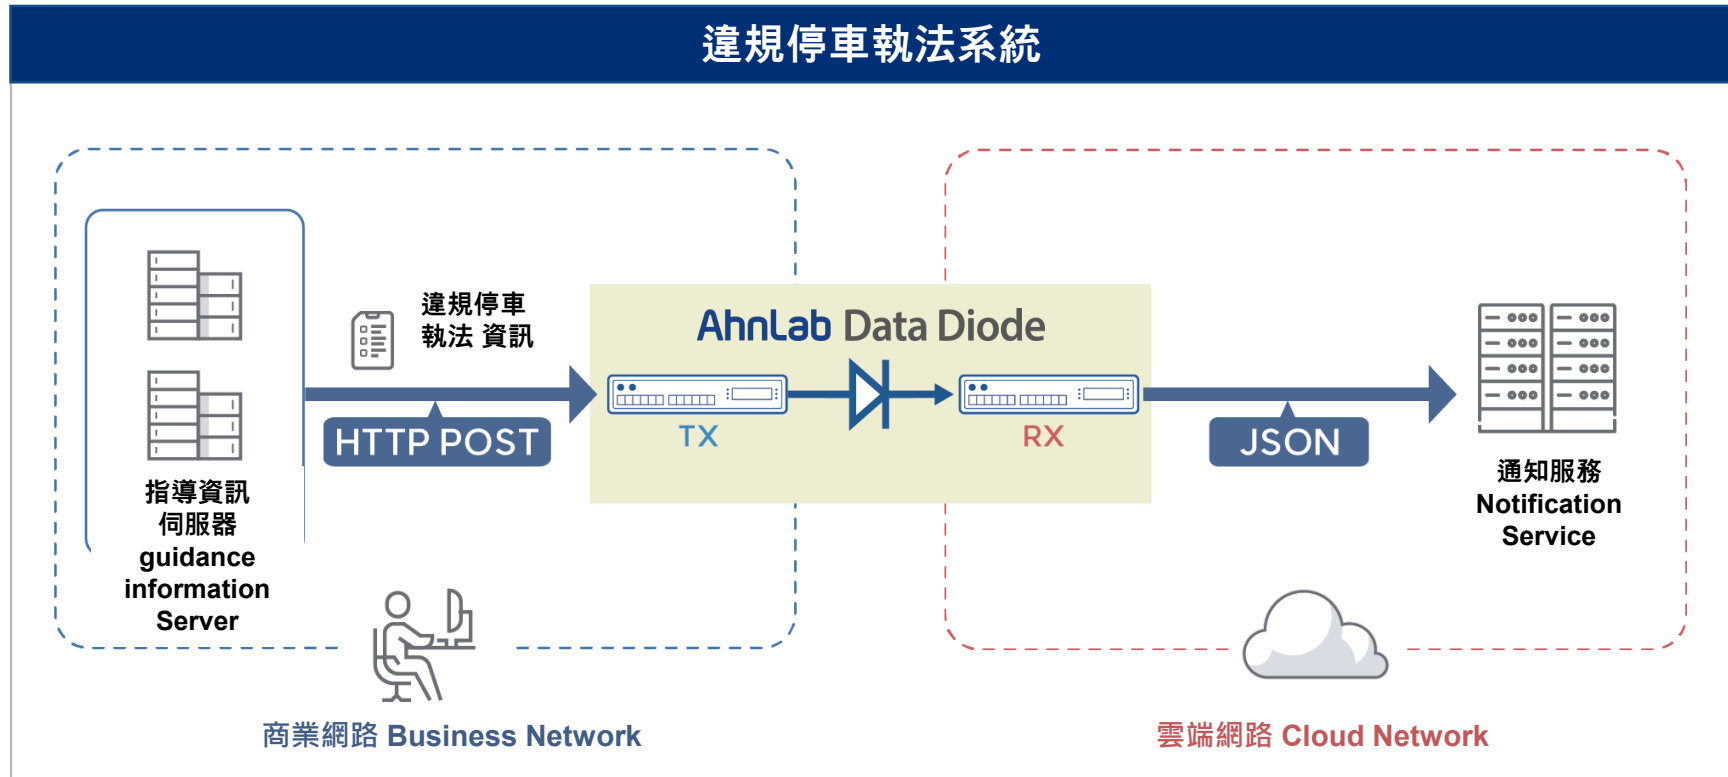 違規停車執法系統
違規停車
執法 資訊
AhnLab Data Diode
HTTP POST
TX
RX
JSON
指導資訊
伺服器
guidance
information
Server
通知服務
Notification
Service
商業網路 Business Network
雲端網路 Cloud Network